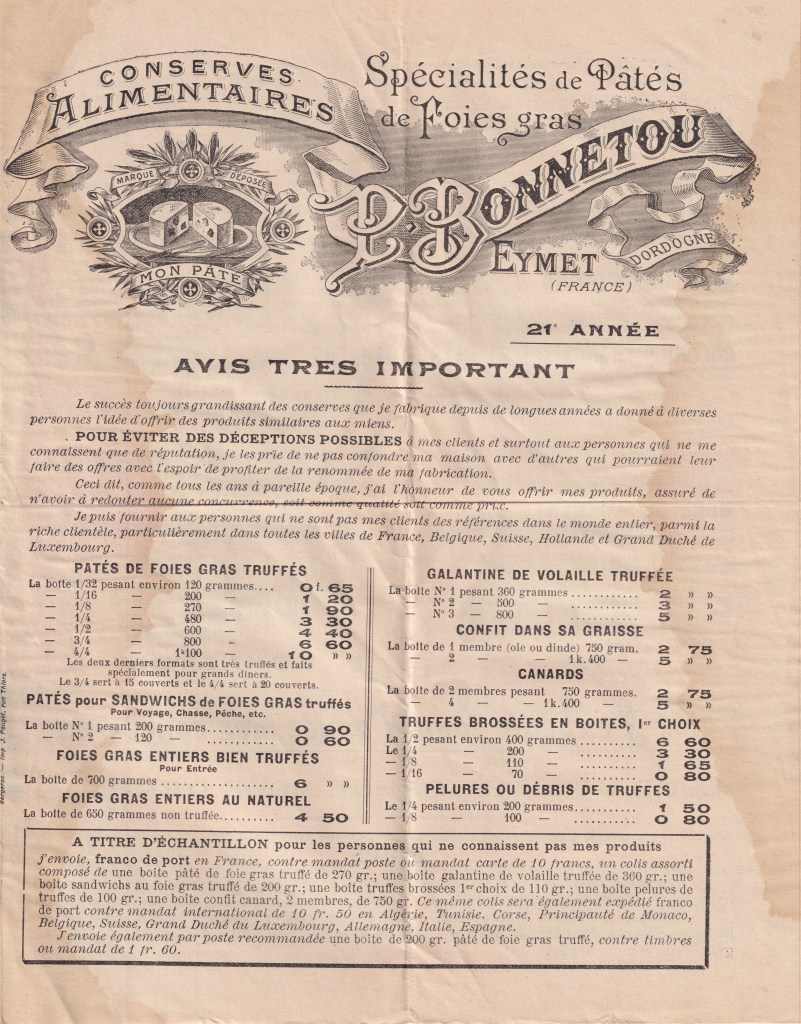 CONSERVES
ALIMENTAIRES
MARQUE DÉPOSÉE
MON PÂTÉ
Spécialités de Pâtés
de Foies gras
P. BONNETOU
EYMET
DORDOGNE
(FRANCE)
21e ANNÉE
AVIS TRES IMPORTANT
Le succès toujours grandissant des conserves que je fabrique depuis de longues années a donné à diverses
personnes l'idée d'offrir des produits similaires aux miens.
POUR ÉVITER DES DÉCEPTIONS POSSIBLES à mes clients et surtout aux personnes qui ne me
connaissent que de réputation, je les prie de ne pas confondre ma maison avec d'autres qui pourraient leur
faire des offres avec l'espoir de profiter de la renommée de ma fabrication.
Ceci dit, comme tous les ans à pareille époque, j'ai l'honneur de vous offrir mes produits, assuré de
n'avoir à redouter aucune concurrence, soit comme qualité soit comme prix.
Je puis fournir aux personnes qui ne sont pas mes clients des références dans le monde entier, parmi la
riche clientèle, particulièrement dans toutes les villes de France, Belgique, Suisse, Hollande et Grand Duché de
Luxembourg.
PATÉS DE FOIES GRAS TRUFFÉS
La boîte 1/32 pesant environ 120 grammes.... 0 f. 65
— 1/16 — 200 — 1 20
— 1/8 — 270 — 1 90
— 1/4 — 480 — 3 30
— 1/2 — 600 — 4 40
— 3/4 — 800 — 6 60
— 4/4 — 1k100 — 10 » »
Les deux derniers formats sont très truffés et faits
spécialement pour grands diners.
Le 3/4 sert à 15 couverts et le 4/4 sert à 20 couverts.
PATÉS pour SANDWICHS de FOIES GRAS truffés
Pour Voyage, Chasse, Pêche, etc.
La boîte No 1 pesant 200 grammes............ 0 90
— No 2 — 120 — ............ 0 60
FOIES GRAS ENTIERS BIEN TRUFFÉS
Pour Entrée
La boîte de 700 grammes ............... 6 » »
FOIES GRAS ENTIERS AU NATUREL
La boîte de 650 grammes non truffée......... 4 50
GALANTINE DE VOLAILLE TRUFFÉE
La boîte No 1 pesant 360 grammes ............ 2 » »
— No 2 — 500 — ............ 3 » »
— No 3 — 800 — ............ 5 » »
CONFIT DANS SA GRAISSE
La boîte de 1 membre (oie ou dinde) 750 gram. 2 75
— 2 — — 1k.400 — 5 » »
CANARDS
La boîte de 2 membres pesant 750 grammes. 2 75
— 4 — — 1k.400 — 5 » »
TRUFFES BROSSÉES EN BOITES, 1er CHOIX
La 1/2 pesant environ 400 grammes .......... 6 60
Le 1/4 — 200 — .......... 3 30
— 1/8 — 110 — .......... 1 65
— 1/16 — 70 — .......... 0 80
PELURES OU DÉBRIS DE TRUFFES
Le 1/4 pesant environ 200 grammes........... 1 50
— 1/8 — 100 — ........... 0 80
A TITRE D'ÉCHANTILLON pour les personnes qui ne connaissent pas mes produits
j'envoie, franco de port en France, contre mandat poste ou mandat carte de 10 francs, un colis assorti
composé de une boîte pâté de foie gras truffé de 270 gr.; une boîte galantine de volaille truffée de 360 gr.; une
boîte sandwichs au foie gras truffé de 200 gr.; une boîte truffes brossées 1er choix de 110 gr.; une boîte pelures de
truffes de 100 gr.; une boîte confit canard, 2 membres, de 750 gr. Ce même colis sera également expédié franco
de port contre mandat international de 10 fr. 50 en Algérie, Tunisie. Corse, Principauté de Monaco,
Belgique, Suisse, Grand Duché du Luxembourg, Allemagne, Italie, Espagne.
J'envoie également par poste recommandée une boîte de 200 gr. pâté de foie gras truffé, contre timbres
ou mandat de 1 fr. 60.
Bergerac. — Imp. J. Pouget, rue Thiers.